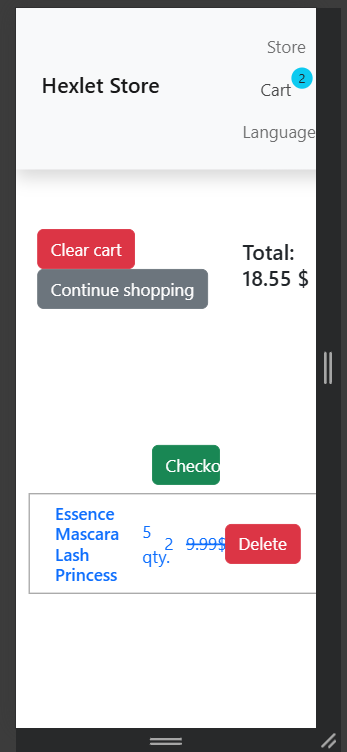 Store
Hexlet Store
Cart
2
Language
Clear cart
Total:
Continue shopping
18.55 $
Checko
Essence
Mascara
Lash
Princess
5
qty.
2
9.99$
Delete